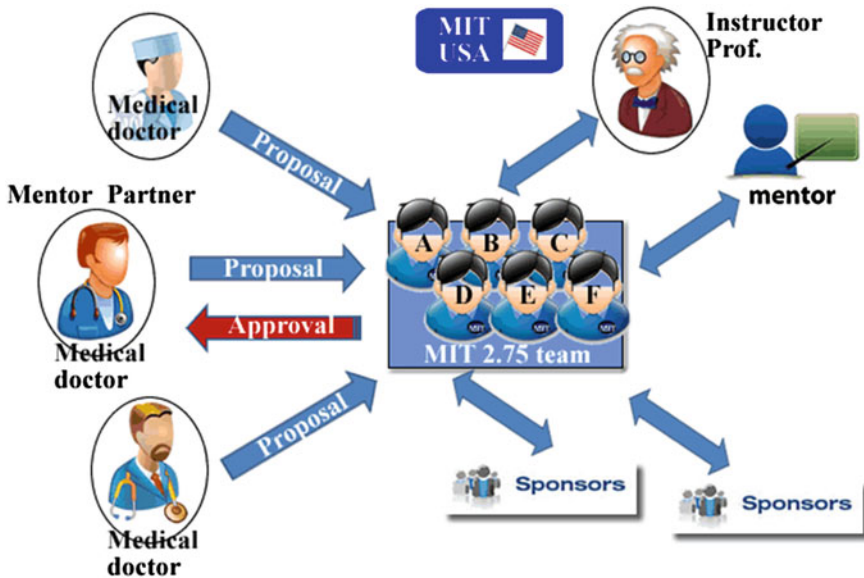 MIT
USA
Instructor
Prof.
Medical
doctor
Proposal
mentor
Mentor Partner
A B C
Proposal
D E F
Approval
MIT 2.75 team
Medical
doctor
Proposal
Sponsors
Sponsors
Medical
doctor